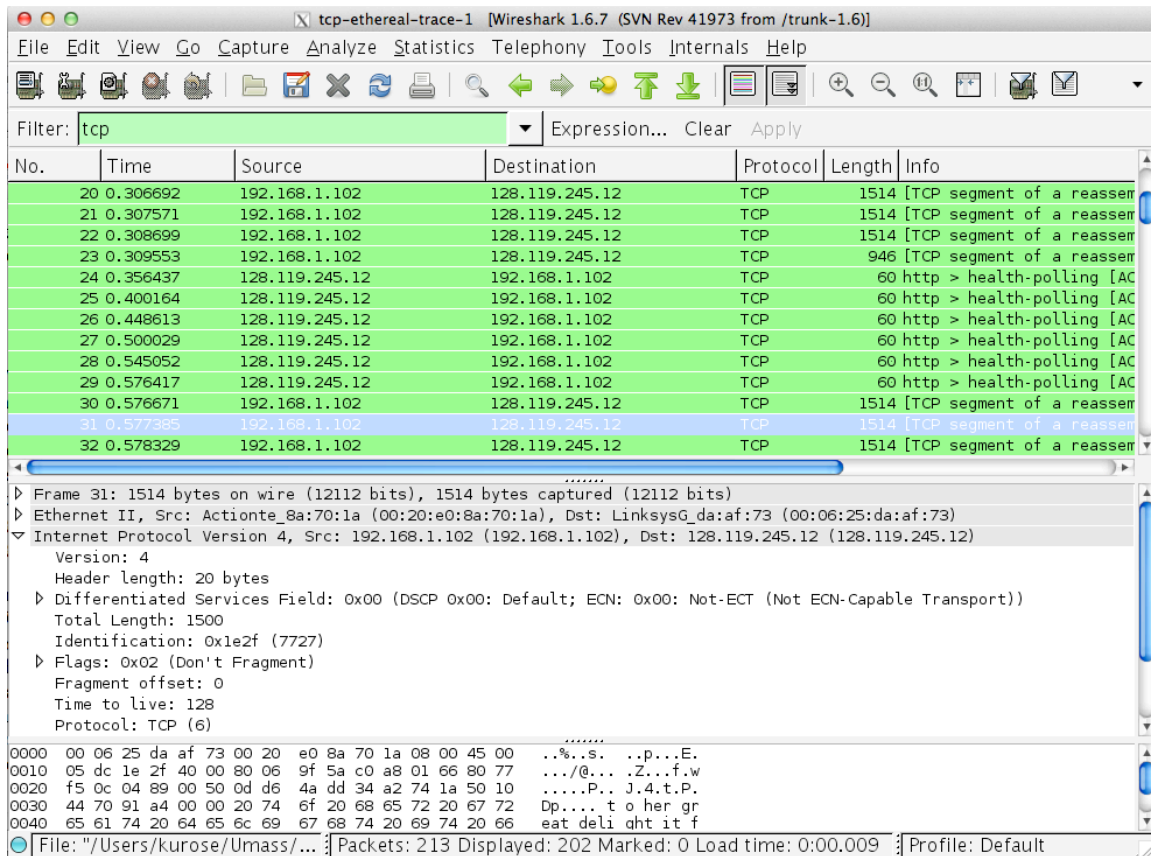 tcp-ethereal-trace-1 [Wireshark 1.6.7 (SVN Rev 41973 from /trunk-1.6)]
File Edit View Go Capture Analyze Statistics Telephony Tools Internals Help
Filter: tcp Expression... Clear Apply
No. Time Source Destination Protocol Length Info
20 0.306692 192.168.1.102 128.119.245.12 TCP 1514 [TCP segment of a reassem
21 0.307571 192.168.1.102 128.119.245.12 TCP 1514 [TCP segment of a reassem
22 0.308699 192.168.1.102 128.119.245.12 TCP 1514 [TCP segment of a reassem
23 0.309553 192.168.1.102 128.119.245.12 TCP 946 [TCP segment of a reassem
24 0.356437 128.119.245.12 192.168.1.102 TCP 60 http > health-polling [AC
25 0.400164 128.119.245.12 192.168.1.102 TCP 60 http > health-polling [AC
26 0.448613 128.119.245.12 192.168.1.102 TCP 60 http > health-polling [AC
27 0.500029 128.119.245.12 192.168.1.102 TCP 60 http > health-polling [AC
28 0.545052 128.119.245.12 192.168.1.102 TCP 60 http > health-polling [AC
29 0.576417 128.119.245.12 192.168.1.102 TCP 60 http > health-polling [AC
30 0.576671 192.168.1.102 128.119.245.12 TCP 1514 [TCP segment of a reassem
31 0.577385 192.168.1.102 128.119.245.12 TCP 1514 [TCP segment of a reassem
32 0.578329 192.168.1.102 128.119.245.12 TCP 1514 [TCP segment of a reassem
Frame 31: 1514 bytes on wire (12112 bits), 1514 bytes captured (12112 bits)
Ethernet II, Src: Actionte_8a:70:1a (00:20:e0:8a:70:1a), Dst: LinksysG_da:af:73 (00:06:25:da:af:73)
Internet Protocol Version 4, Src: 192.168.1.102 (192.168.1.102), Dst: 128.119.245.12 (128.119.245.12)
Version: 4
Header length: 20 bytes
Differentiated Services Field: 0x00 (DSCP 0x00: Default; ECN: 0x00: Not-ECT (Not ECN-Capable Transport))
Total Length: 1500
Identification: 0x1e2f (7727)
Flags: 0x02 (Don't Fragment)
Fragment offset: 0
Time to live: 128
Protocol: TCP (6)
0000 00 06 25 da af 73 00 20 e0 8a 70 1a 08 00 45 00 ..%..s. ..p...E.
0010 05 dc 1e 2f 40 00 80 06 9f 5a c0 a8 01 66 80 77 .../@... .Z...f.w
0020 f5 0c 04 89 00 50 0d d6 4a dd 34 a2 74 1a 50 10 .....P.. J.4.t.P.
0030 44 70 91 a4 00 00 20 74 6f 20 68 65 72 20 67 72 Dp.... t o her gr
0040 65 61 74 20 64 65 6c 69 67 68 74 20 69 74 20 66 eat deli ght it f
File: "/Users/kurose/Umass/... Packets: 213 Displayed: 202 Marked: 0 Load time: 0:00.009 Profile: Default